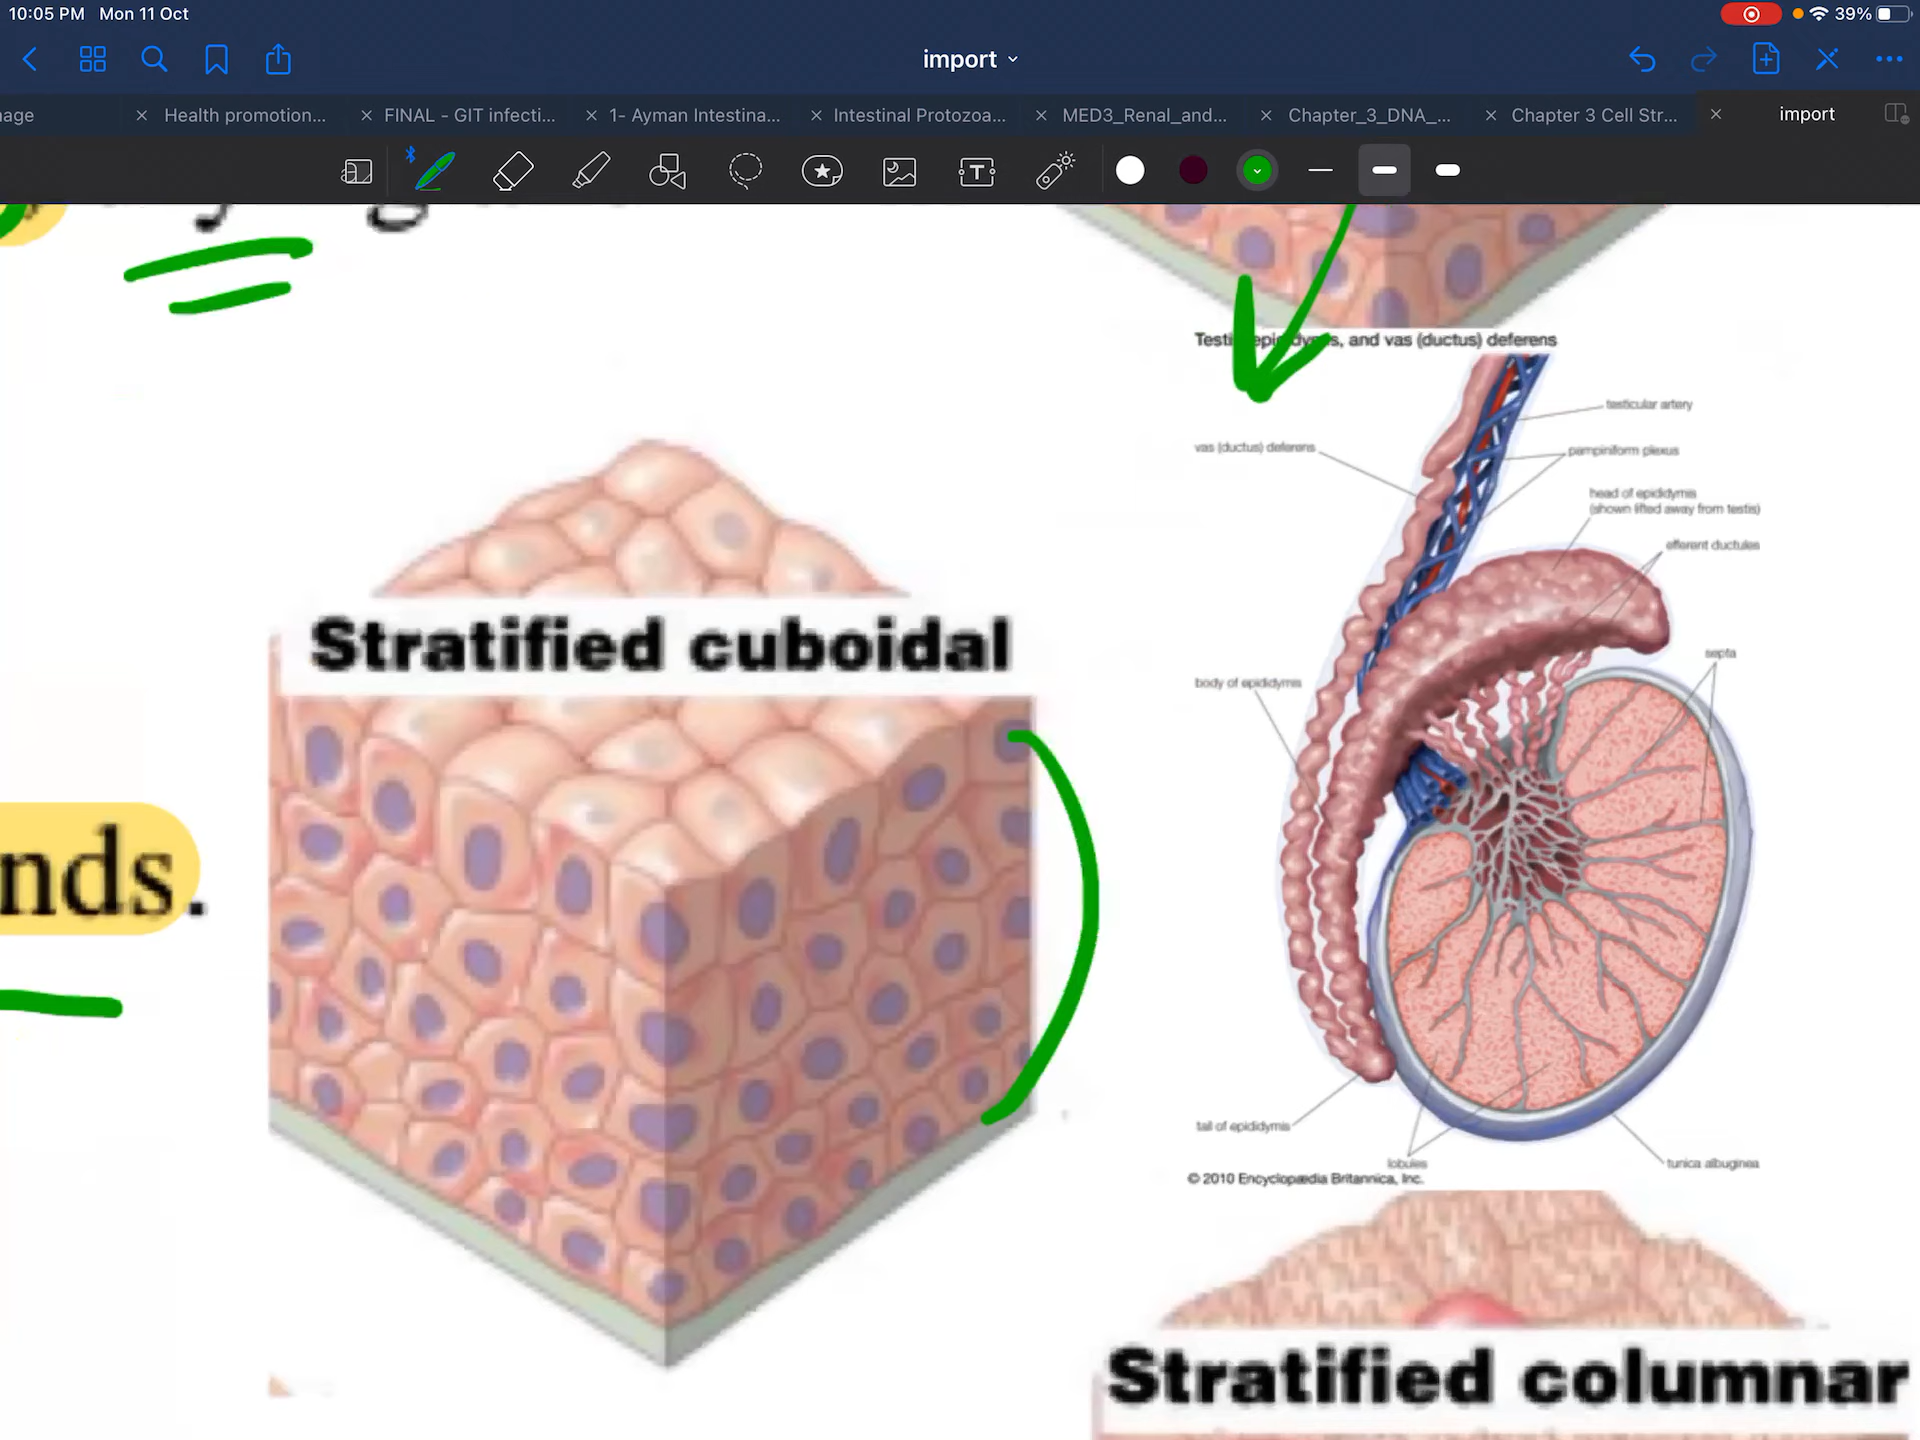 10:05 PM Mon 11 Oct
39%
import
age
Health promotion...
FINAL - GIT infecti...
1- Ayman Intestina...
Intestinal Protozoa...
MED3_Renal_and...
Chapter_3_DNA_...
Chapter 3 Cell Str...
import
T
and vas (ductus) deferens
testicular artery
vas (ductus) deferens
pampiniform plexus
head of epididymis
(shown lifted away from testis)
efferent ductules
Stratified cuboidal
septa
body of epididymis
nds.
tail of epididymis
lobules
tunica albuginea
© 2010 Encyclopædia Britannica, Inc.
Stratified columnar